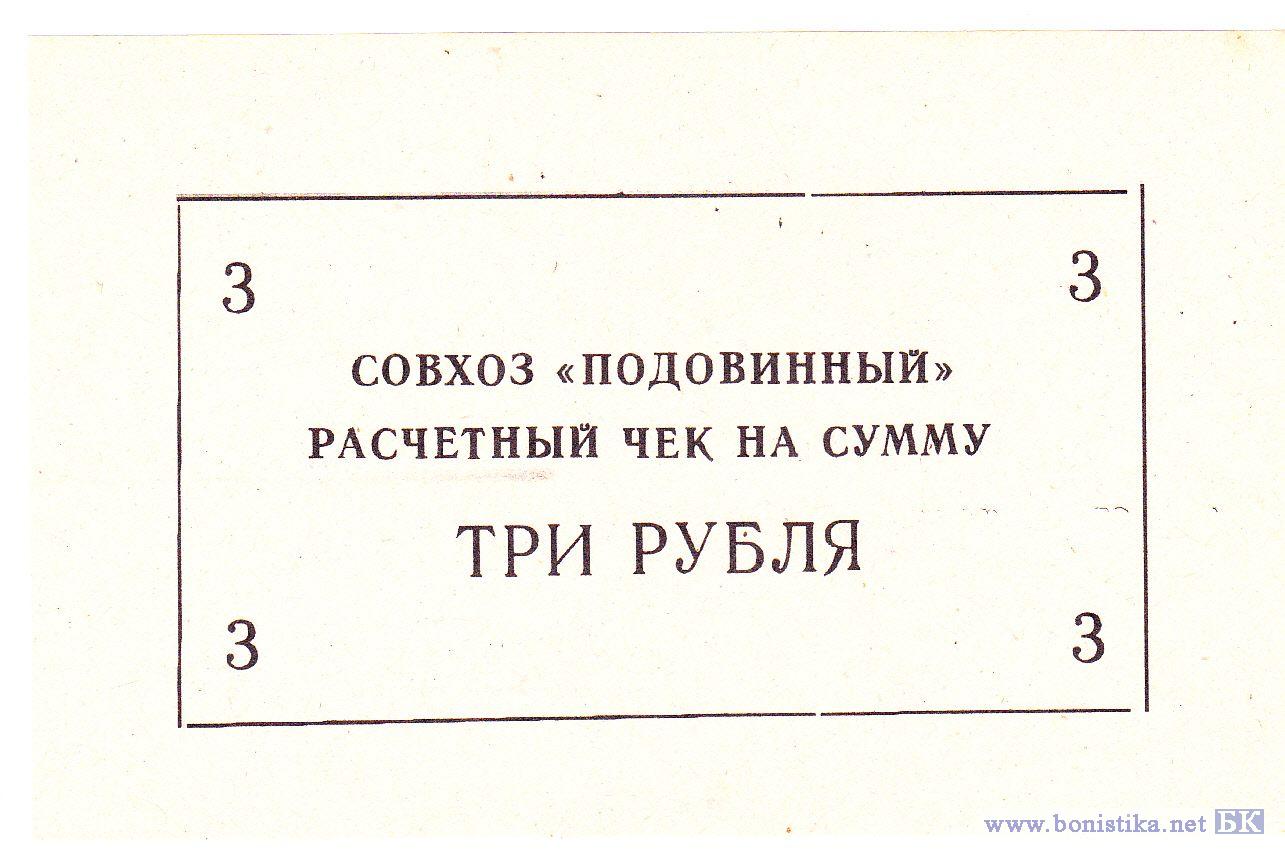 3 3
СОВХОЗ «ПОДОВИННЫЙ»
РАСЧЕТНЫЙ ЧЕК НА СУММУ
ТРИ РУБЛЯ
3 3
www.bonistika.net БК